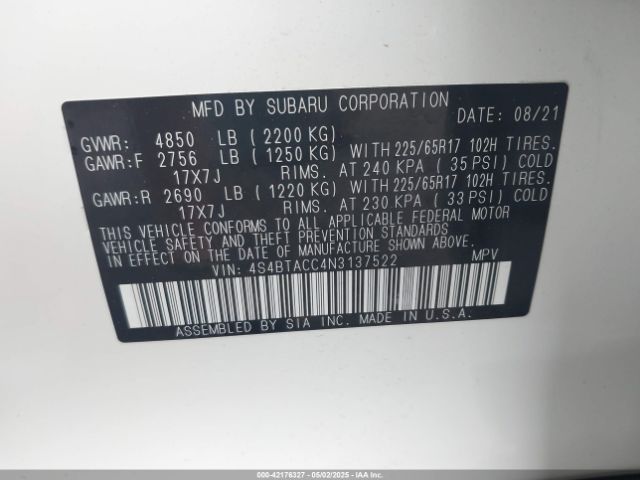 MFD BY SUBARU CORPORATION DATE: 08/21
GVWR: 4850 LB (2200 KG)
GAWR:F 2756 LB (1250 KG) WITH 225/65R17 102H TIRES.
17X7J RIMS. AT 240 KPA (35 PSI) COLD
GAWR:R 2690 LB (1220 KG) WITH 225/65R17 102H TIRES.
17X7J RIMS. AT 230 KPA (33 PSI) COLD
THIS VEHICLE CONFORMS TO ALL APPLICABLE FEDERAL MOTOR
VEHICLE SAFETY AND THEFT PREVENTION STANDARDS
IN EFFECT ON THE DATE OF MANUFACTURE SHOWN ABOVE.
VIN: 4S4BTACC4N3137522 MPV
ASSEMBLED BY SIA INC. MADE IN U.S.A.
000-42176327 - 05/02/2025 - IAA Inc.